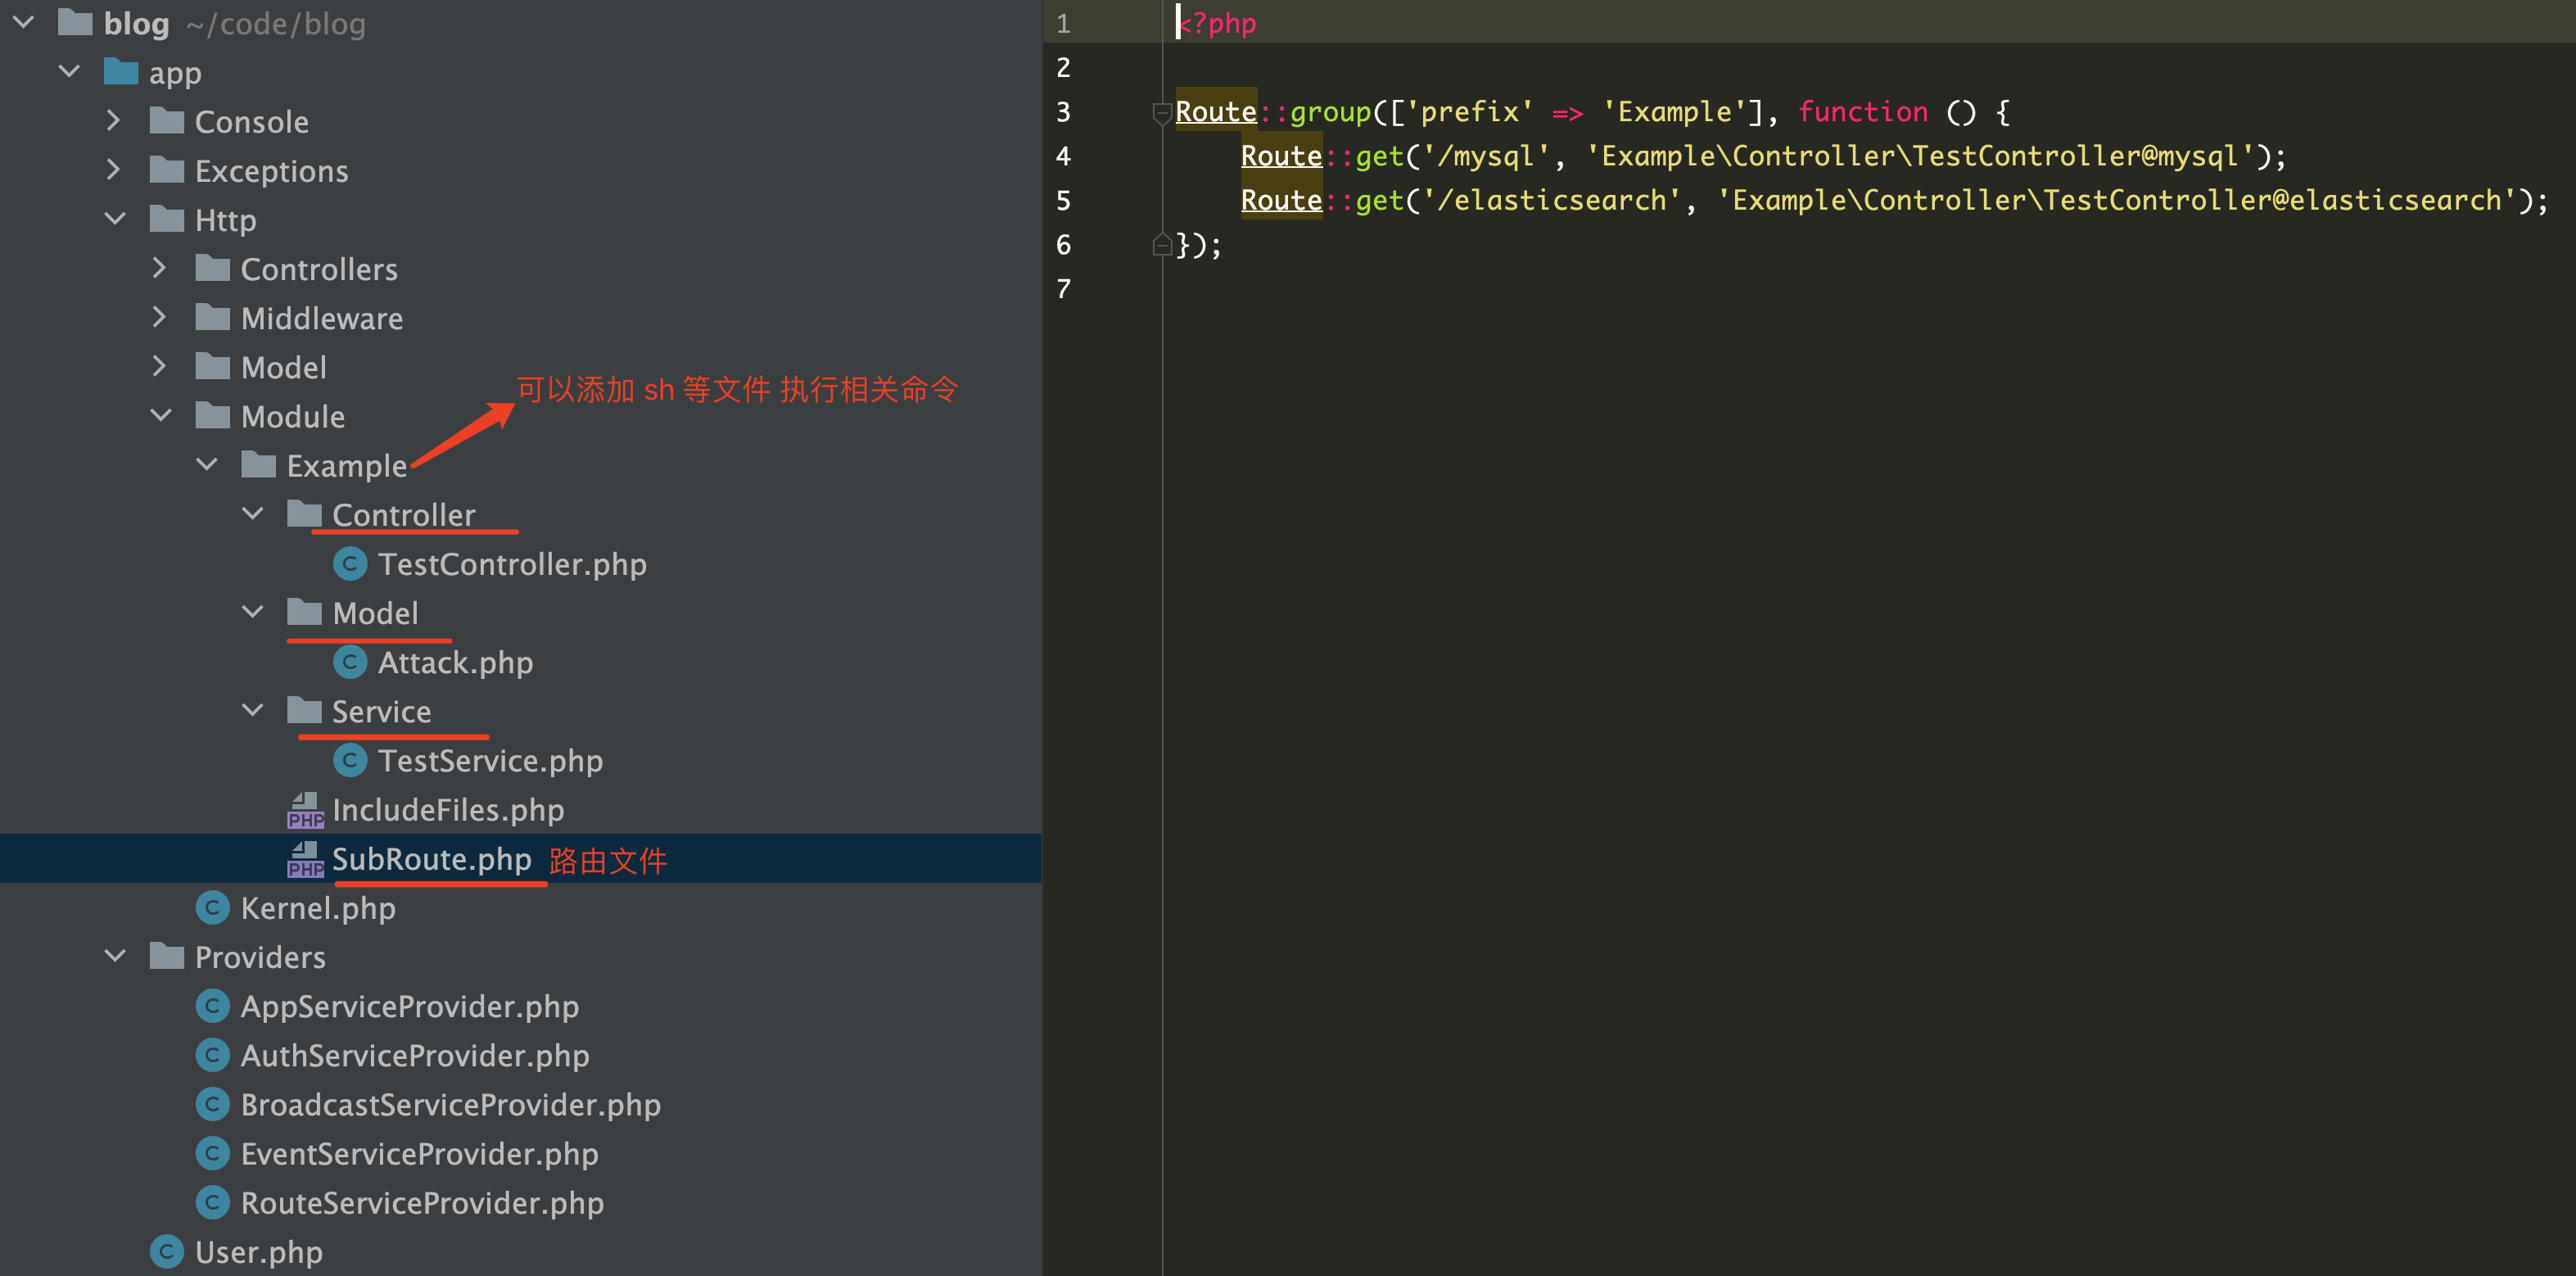 blog ~/code/blog
app
Console
Exceptions
Http
Controllers
Middleware
Model
可以添加 sh 等文件 执行相关命令
Module
Example
Controller
TestController.php
Model
Attack.php
Service
TestService.php
IncludeFiles.php
SubRoute.php 路由文件
Kernel.php
Providers
AppServiceProvider.php
AuthServiceProvider.php
BroadcastServiceProvider.php
EventServiceProvider.php
RouteServiceProvider.php
User.php
1 <?php
2
3 Route::group(['prefix' => 'Example'], function () {
4 Route::get('/mysql', 'Example\Controller\TestController@mysql');
5 Route::get('/elasticsearch', 'Example\Controller\TestController@elasticsearch');
6 });
7